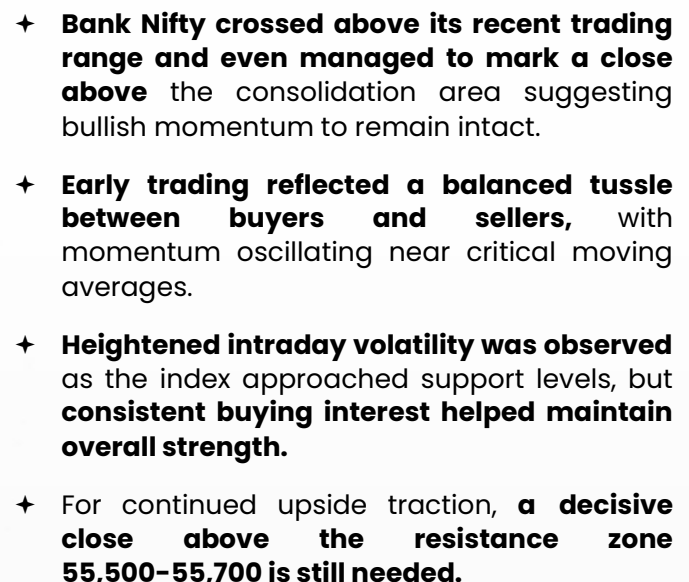 Bank Nifty crossed above its recent trading
range and even managed to mark a close
above the consolidation area suggesting
bullish momentum to remain intact.
Early trading reflected a balanced tussle
between buyers and sellers, with
momentum oscillating near critical moving
averages.
Heightened intraday volatility was observed
as the index approached support levels, but
consistent buying interest helped maintain
overall strength.
For continued upside traction, a decisive
close above the resistance zone
55,500-55,700 is still needed.